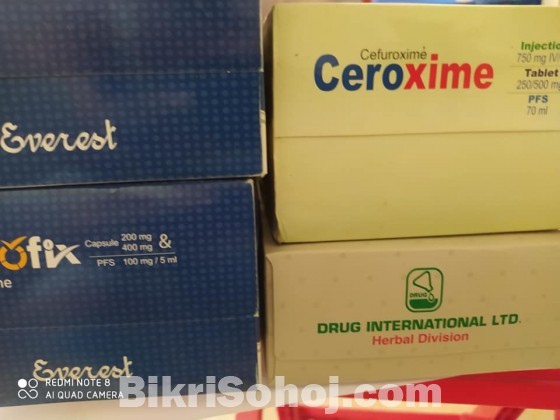 Everest
Cefuroxime
Ceroxime
Injection
750 mg IV/
Tablet
250/500 mg
PFS
70 ml
fix
Capsule 200 mg
400 mg &
PFS 100 mg / 5 ml
Everest
DRUG
DRUG INTERNATIONAL LTD.
Herbal Division
REDMI NOTE 8
AI QUAD CAMERA
BikriSohoj.com